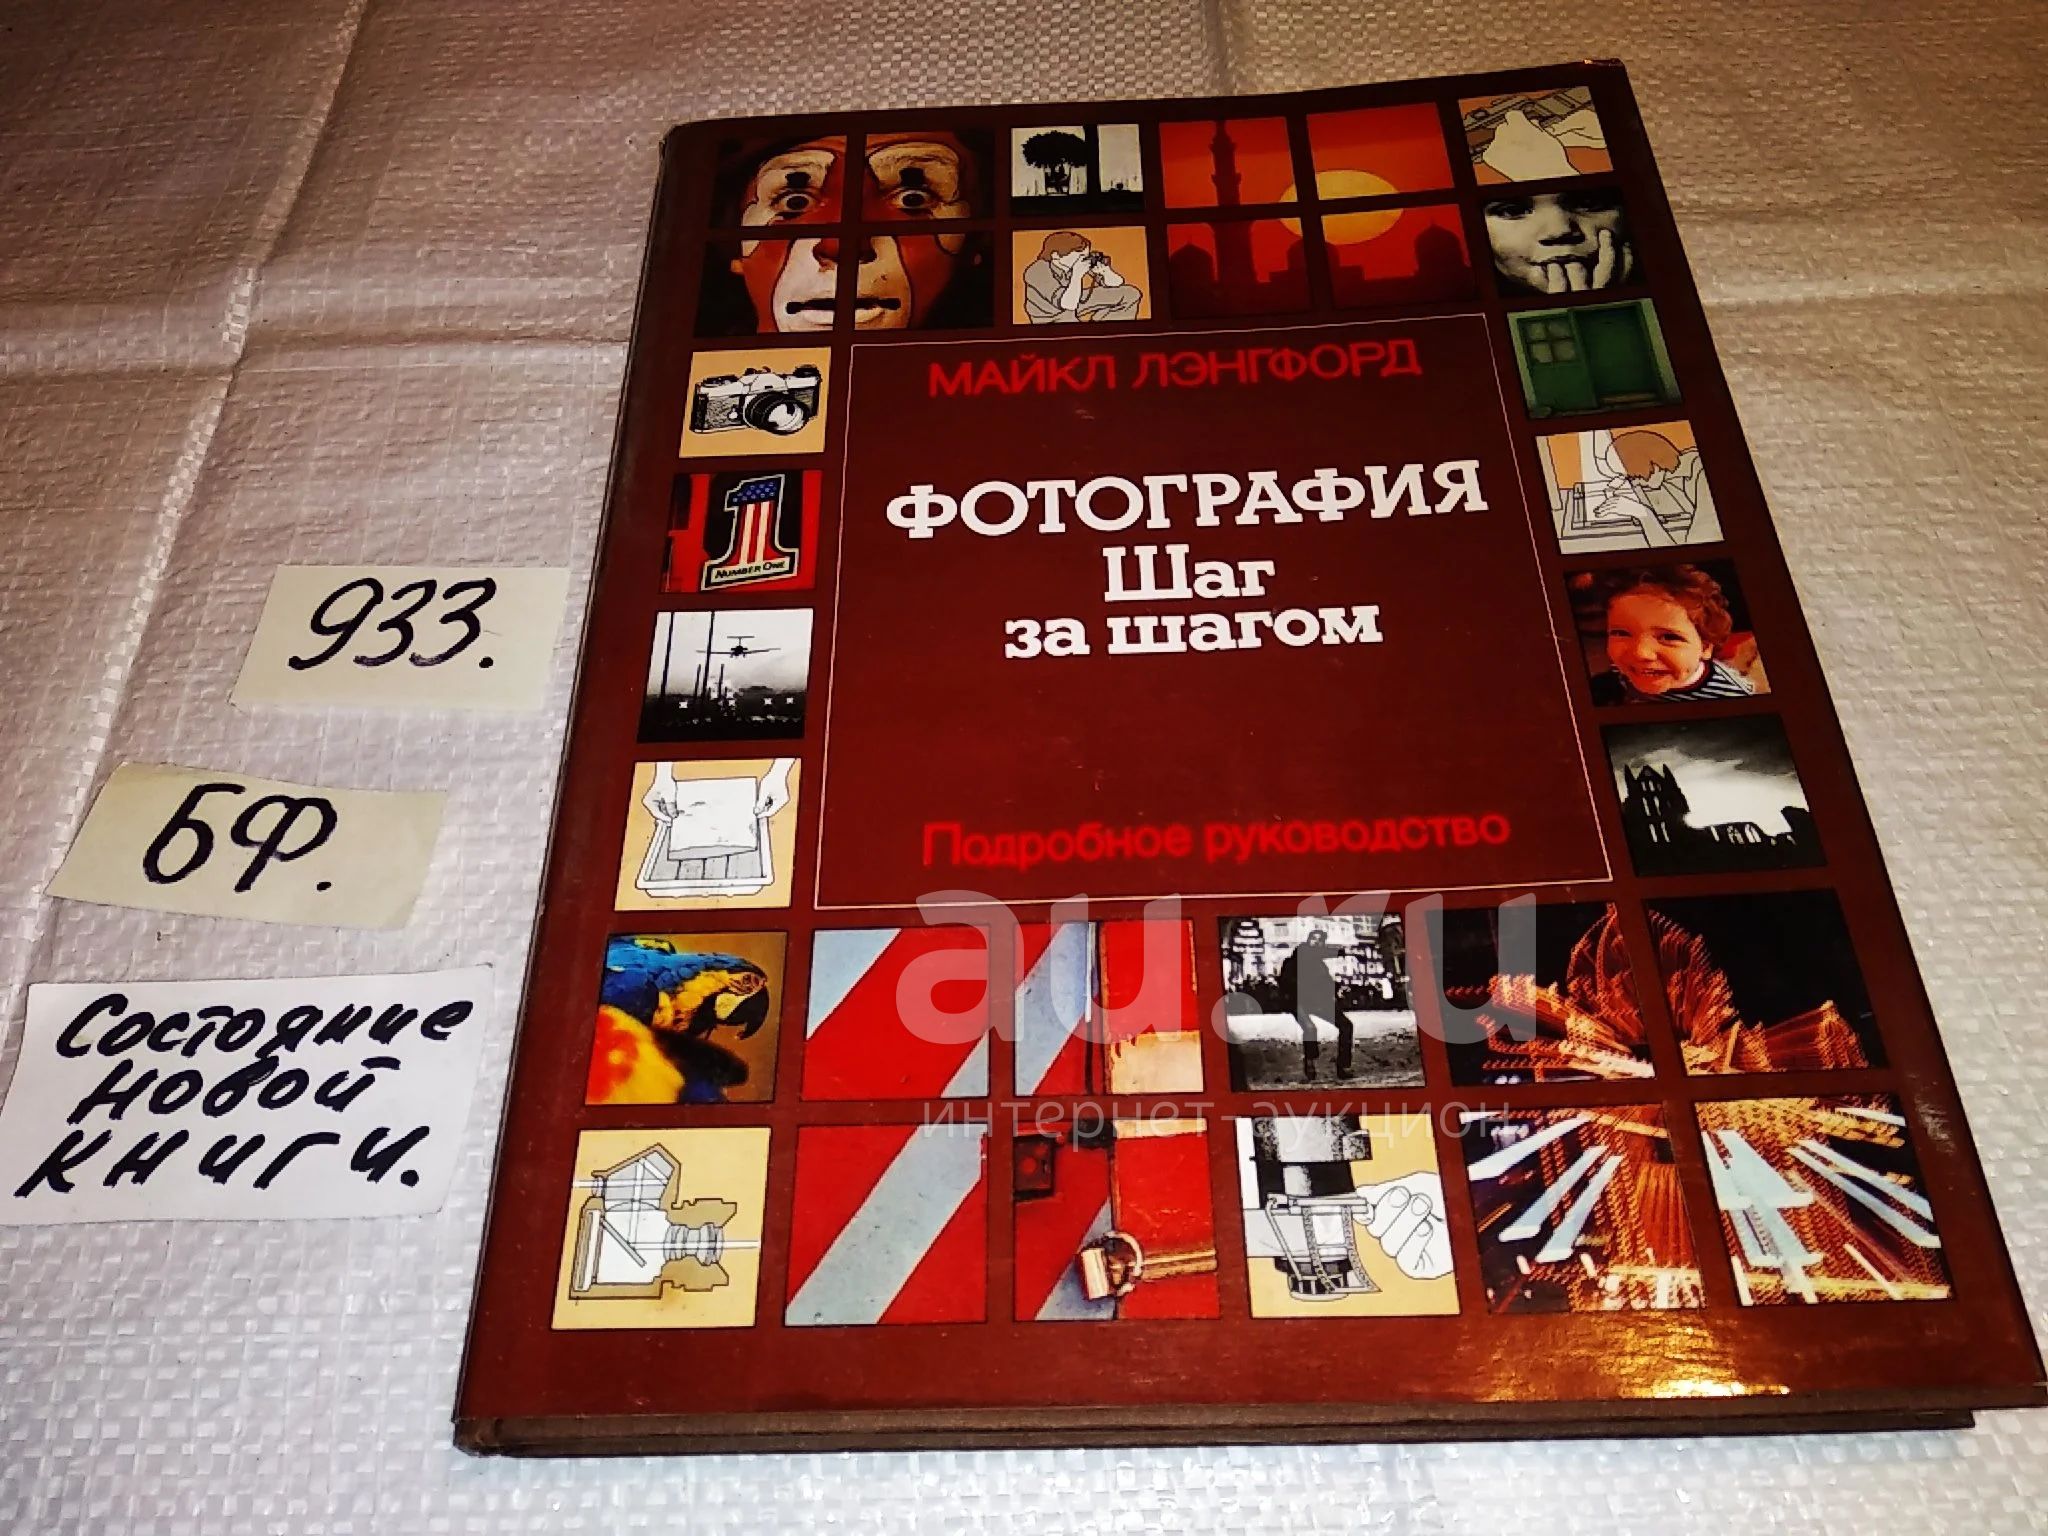 933.
БФ.
Состояние
новой
книги.
МАЙКЛ ЛЭНГФОРД
ФОТОГРАФИЯ
Шаг
за шагом
Подробное руководство
1
NUMBER ONE
au.ru
интернет-аукцион